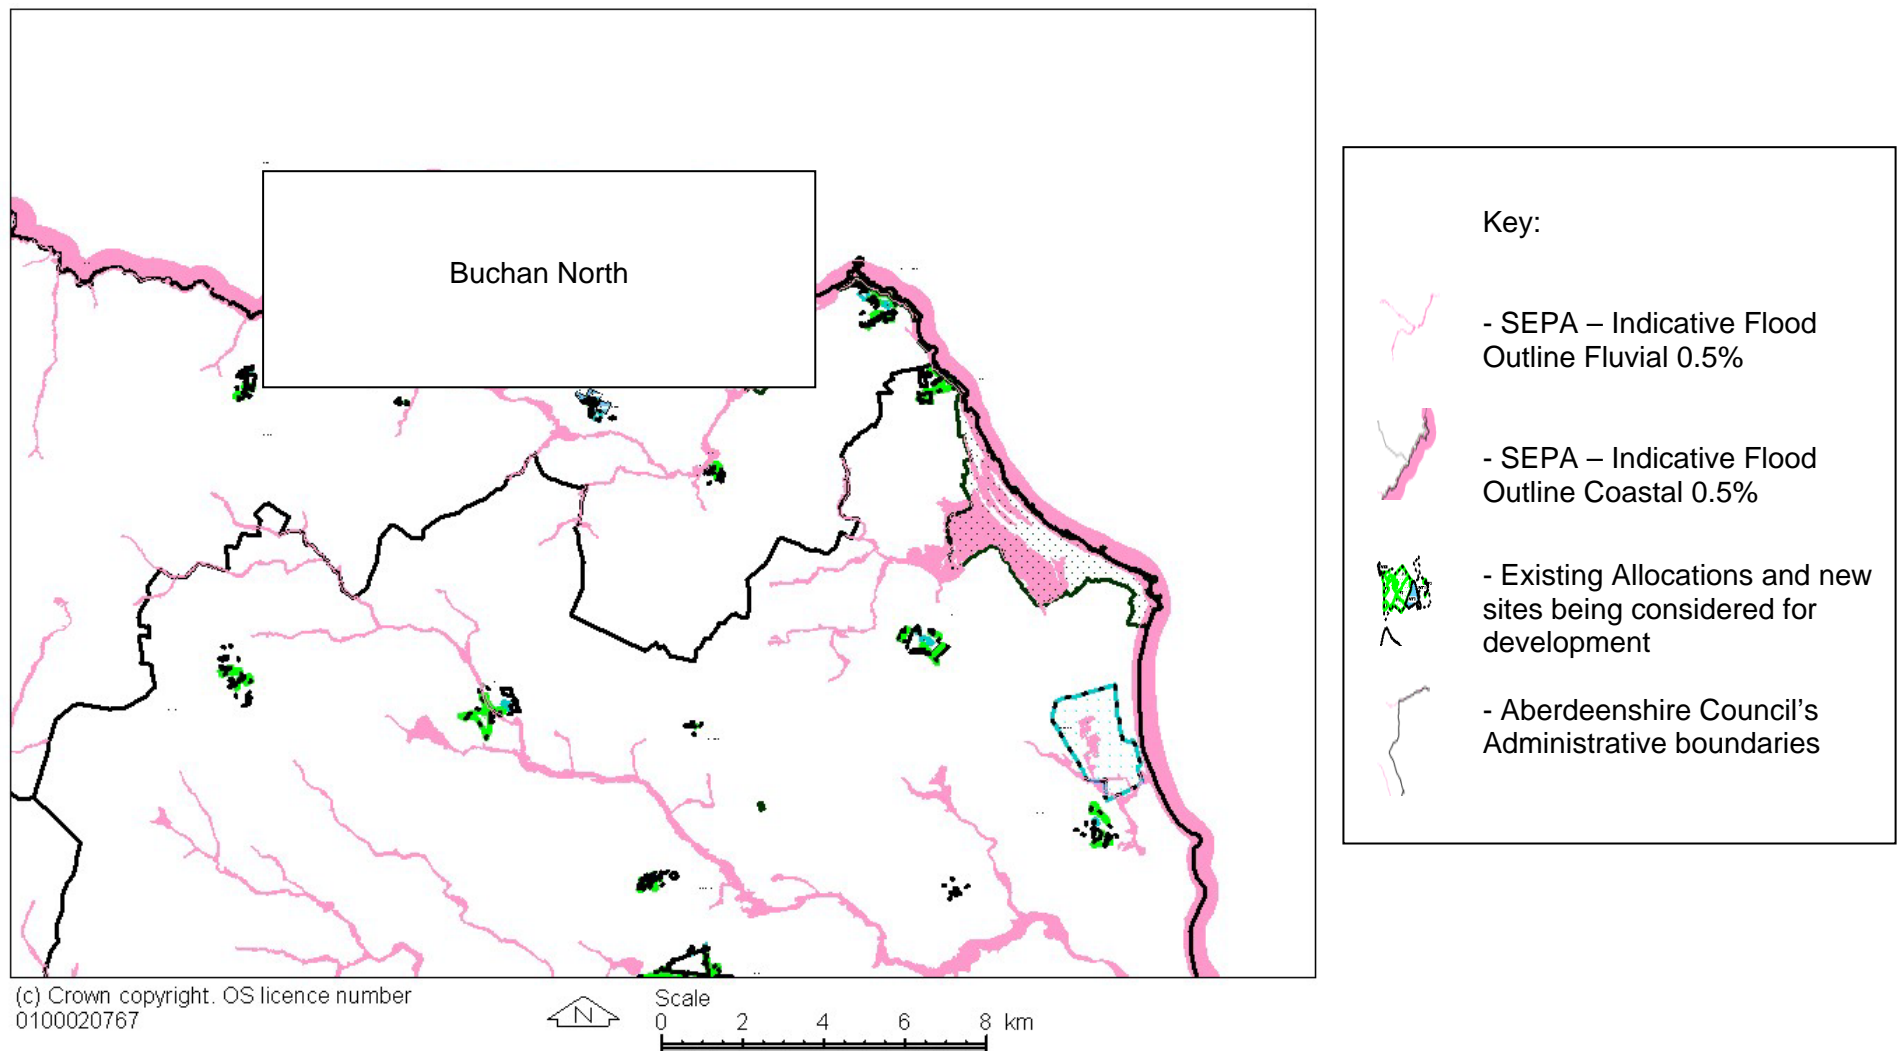 Buchan North
Key:
- SEPA – Indicative Flood
Outline Fluvial 0.5%
- SEPA – Indicative Flood
Outline Coastal 0.5%
- Existing Allocations and new
sites being considered for
development
- Aberdeenshire Council’s
Administrative boundaries
(c) Crown copyright. OS licence number
0100020767
N
Scale
0 2 4 6 8 km